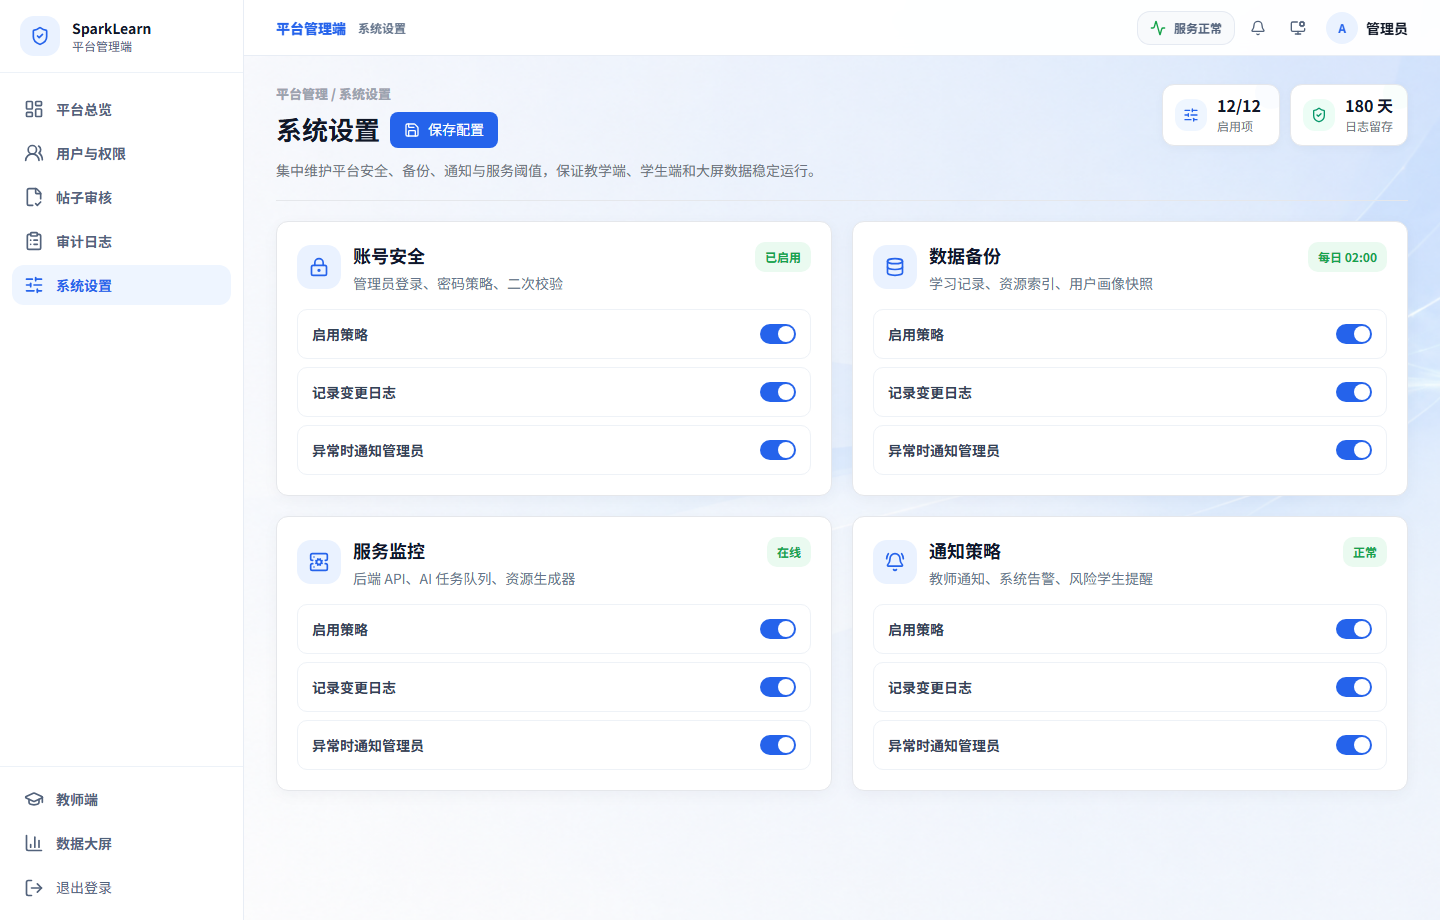 SparkLearn
平台管理端
平台总览
用户与权限
帖子审核
审计日志
系统设置
教师端
数据大屏
退出登录
平台管理端 系统设置
服务正常
A 管理员
平台管理 / 系统设置
系统设置
保存配置
集中维护平台安全、备份、通知与服务阈值，保证教学端、学生端和大屏数据稳定运行。
12/12
启用项
180 天
日志留存
账号安全
管理员登录、密码策略、二次校验
已启用
启用策略
记录变更日志
异常时通知管理员
数据备份
学习记录、资源索引、用户画像快照
每日 02:00
启用策略
记录变更日志
异常时通知管理员
服务监控
后端 API、AI 任务队列、资源生成器
在线
启用策略
记录变更日志
异常时通知管理员
通知策略
教师通知、系统告警、风险学生提醒
正常
启用策略
记录变更日志
异常时通知管理员